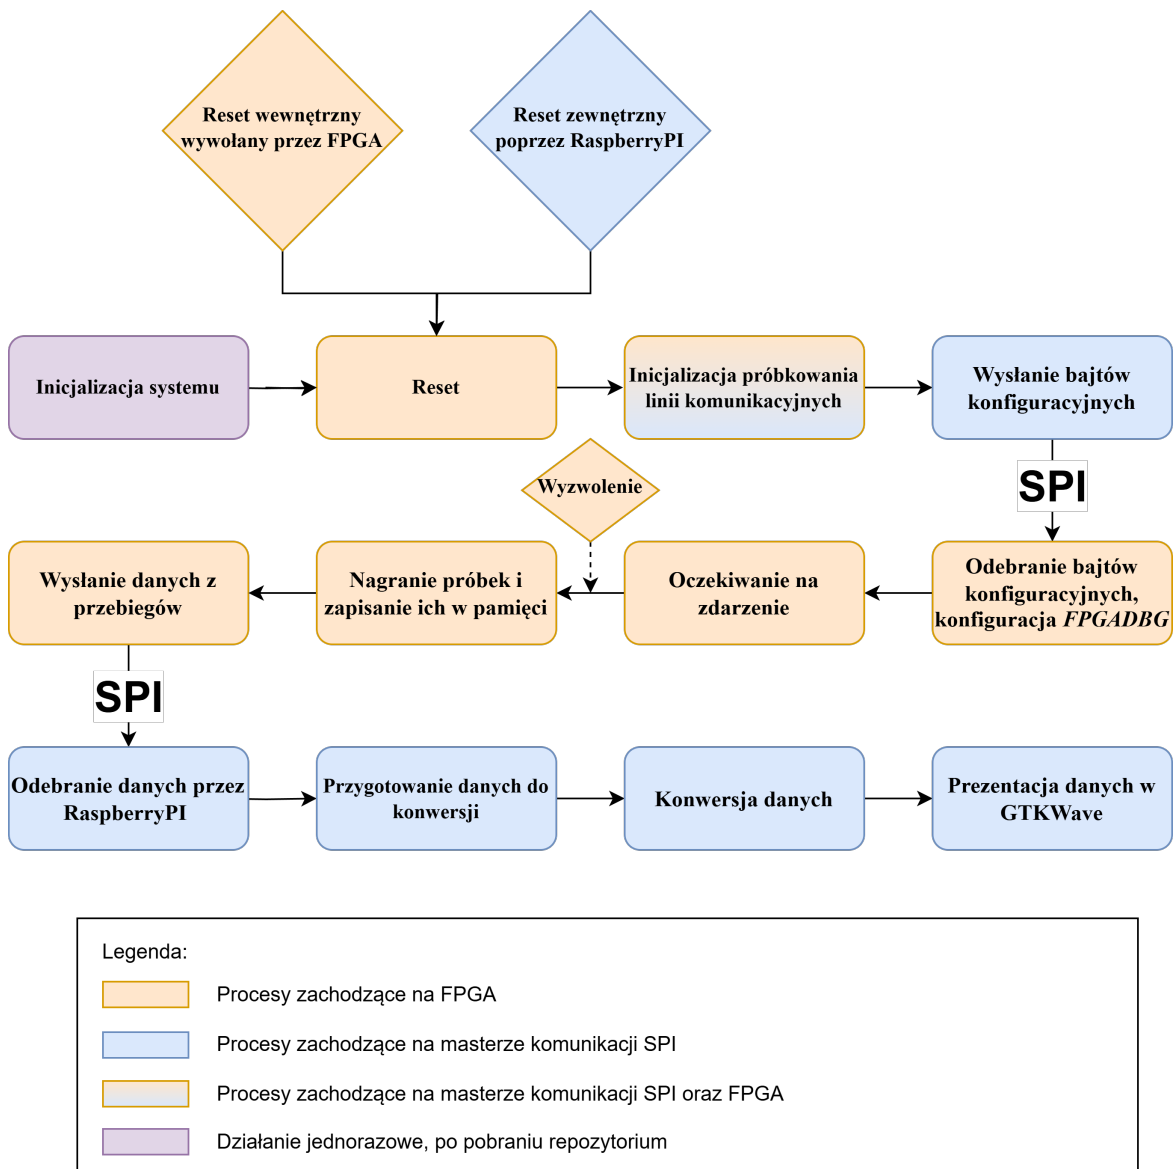 Reset wewnętrzny
wywołany przez FPGA
Reset zewnętrzny
poprzez RaspberryPI
Inicjalizacja systemu
Reset
Inicjalizacja próbkowania
linii komunikacyjnych
Wysłanie bajtów
konfiguracyjnych
SPI
Odebranie bajtów
konfiguracyjnych,
konfiguracja FPGADBG
Oczekiwanie na
zdarzenie
Wyzwolenie
Nagranie próbek i
zapisanie ich w pamięci
Wysłanie danych z
przebiegów
SPI
Odebranie danych przez
RaspberryPI
Przygotowanie danych do
konwersji
Konwersja danych
Prezentacja danych w
GTKWave
Legenda:
Procesy zachodzące na FPGA
Procesy zachodzące na masterze komunikacji SPI
Procesy zachodzące na masterze komunikacji SPI oraz FPGA
Działanie jednorazowe, po pobraniu repozytorium